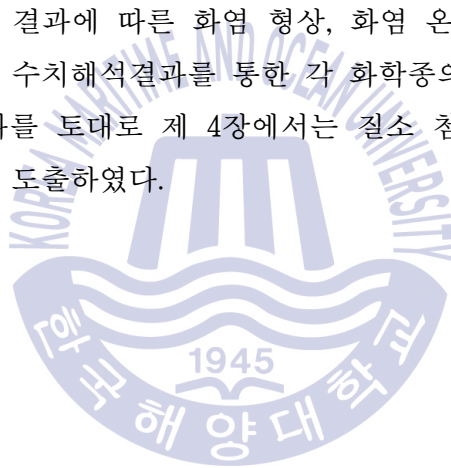 결과에 따른 화염 형상, 화염 온
수치해석결과를 통한 각 화학종의
를 토대로 제 4장에서는 질소 첨
도출하였다.
KOREA MARITIME AND OCEAN UNIVERSITY
1945
한국해양대학교